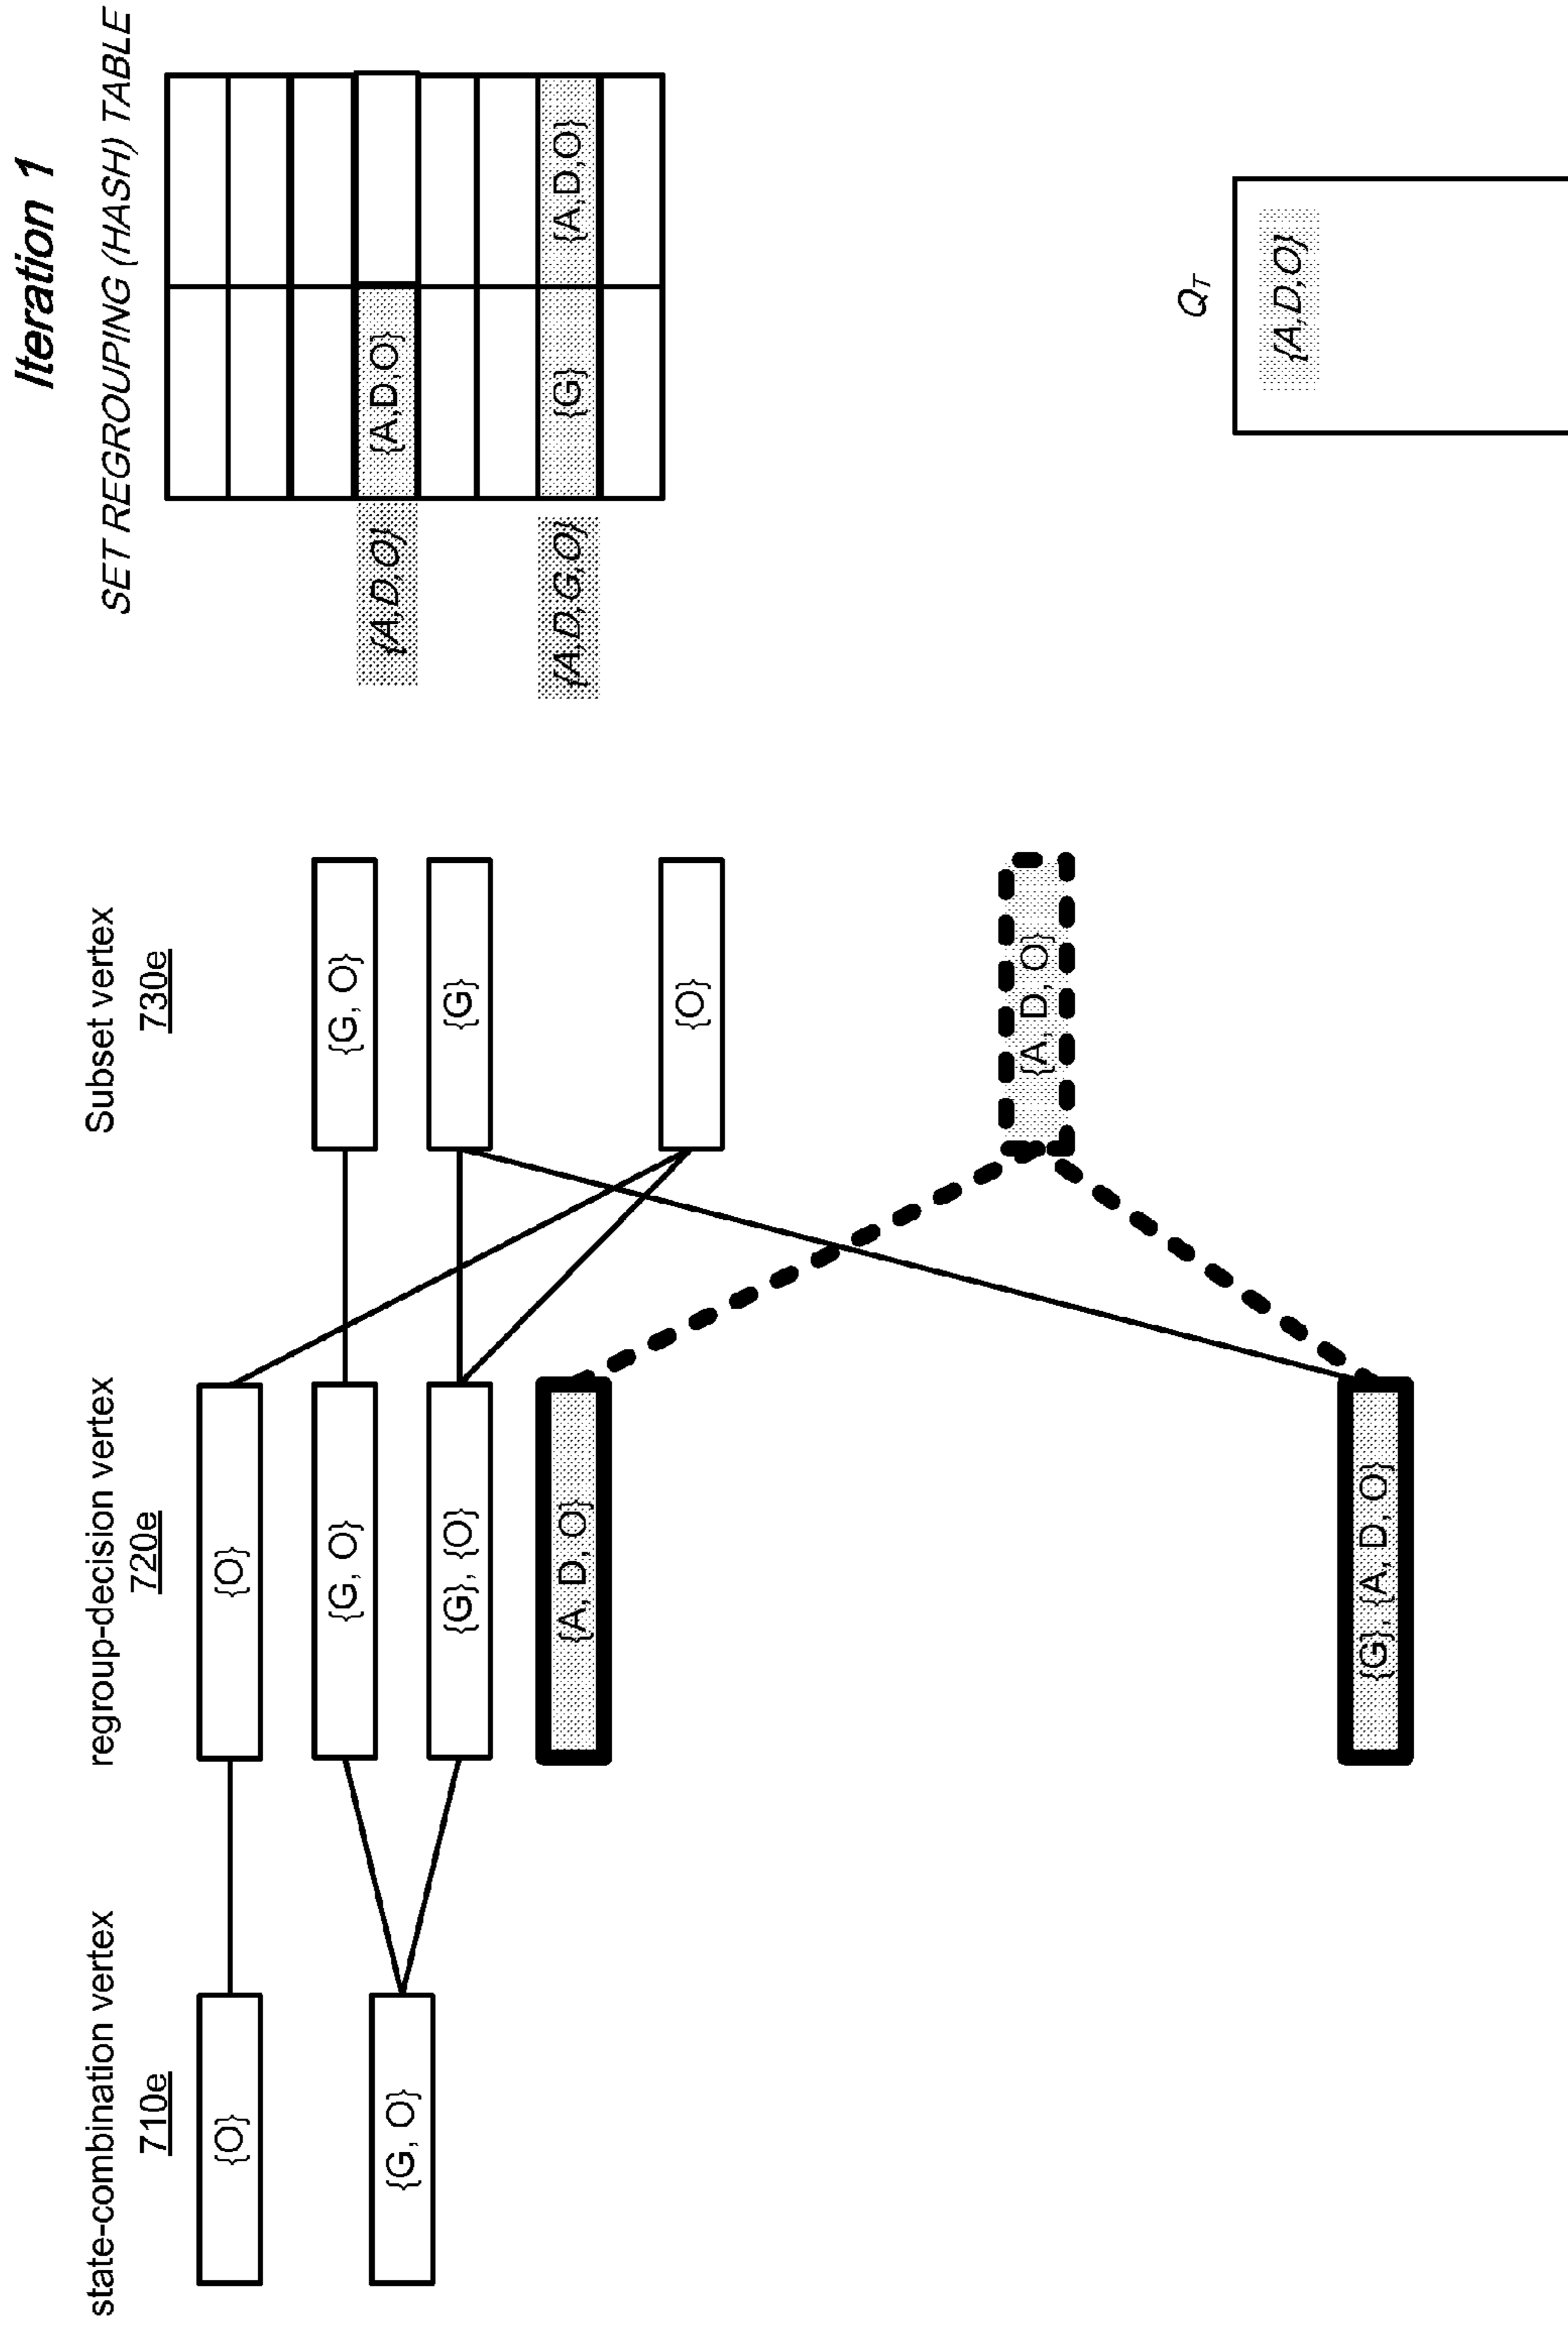 Iteration 1
SET REGROUPING (HASH) TABLE
state-combination vertex
710e
regroup-decision vertex
720e
Subset vertex
730e
{O}
{O}
{G, O}
{G, O}
{G, O}
{G}, {O}
{G}
{A, D, O}
{O}
{A, D, O}
{G}, {A, D, O}
{A,D,O}
{A,D,O}
{A,D,G,O}
{G}
{A,D,O}
QT
{A,D,O}